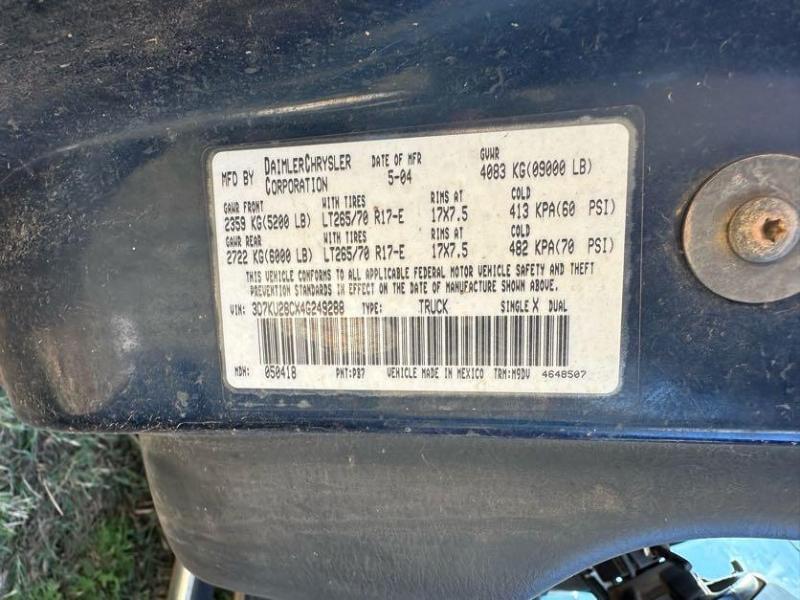 MFD BY DAIMLERCHRYSLER CORPORATION DATE OF MFR 5-04 GVWR 4083 KG(09000 LB)
GAWR FRONT WITH TIRES RIMS AT COLD
2359 KG(5200 LB) LT265/70 R17-E 17X7.5 413 KPA(60 PSI)
GAWR REAR WITH TIRES RIMS AT COLD
2722 KG(6000 LB) LT265/70 R17-E 17X7.5 482 KPA(70 PSI)
THIS VEHICLE CONFORMS TO ALL APPLICABLE FEDERAL MOTOR VEHICLE SAFETY AND THEFT
PREVENTION STANDARDS IN EFFECT ON THE DATE OF MANUFACTURE SHOWN ABOVE.
VIN: 3D7KU28CX4G249288 TYPE: TRUCK SINGLE X DUAL
MDH: 050418 PNT:PB7 VEHICLE MADE IN MEXICO TRM:M9DV 4648507